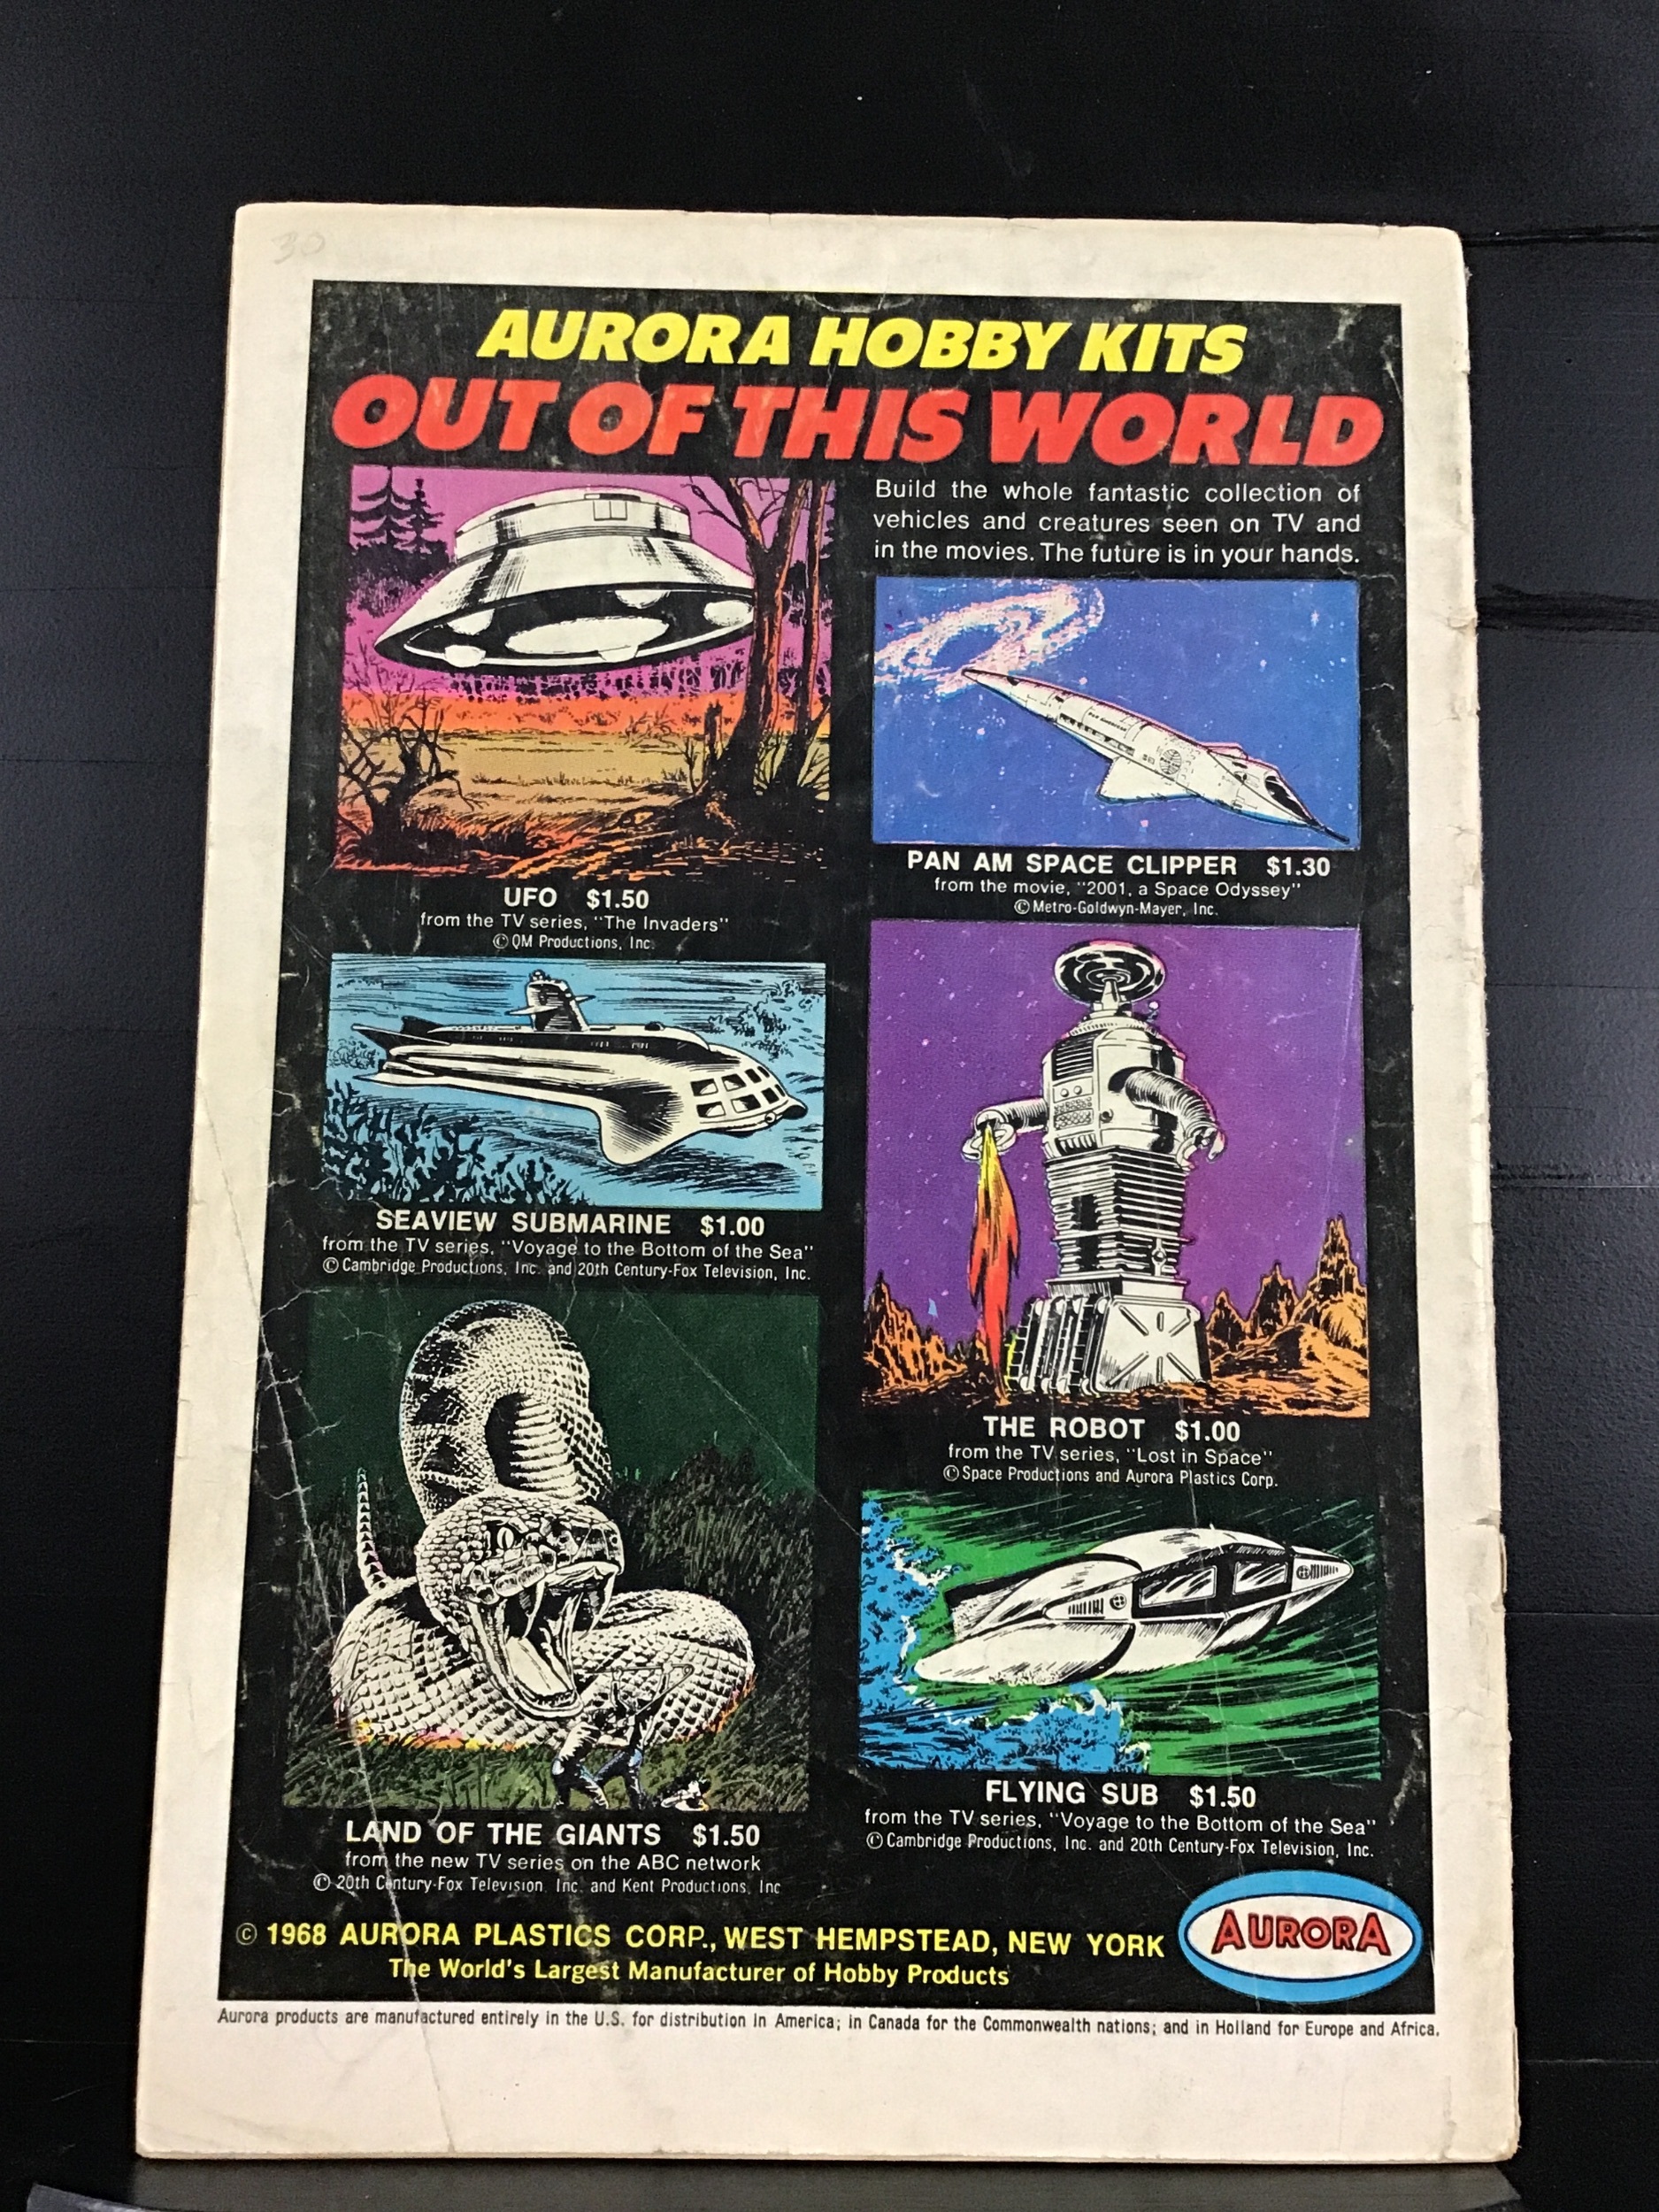 30
AURORA HOBBY KITS
OUT OF THIS WORLD
Build the whole fantastic collection of
vehicles and creatures seen on TV and
in the movies. The future is in your hands.
UFO $1.50
from the TV series, "The Invaders"
© QM Productions, Inc.
PAN AMERICAN
PAN AM SPACE CLIPPER $1.30
from the movie, "2001, a Space Odyssey"
© Metro-Goldwyn-Mayer, Inc.
SEAVIEW SUBMARINE $1.00
from the TV series, "Voyage to the Bottom of the Sea"
© Cambridge Productions, Inc. and 20th Century-Fox Television, Inc.
THE ROBOT $1.00
from the TV series, "Lost in Space"
© Space Productions and Aurora Plastics Corp.
LAND OF THE GIANTS $1.50
from the new TV series on the ABC network
© 20th Century-Fox Television, Inc. and Kent Productions, Inc
FLYING SUB $1.50
from the TV series, "Voyage to the Bottom of the Sea"
© Cambridge Productions, Inc. and 20th Century-Fox Television, Inc.
© 1968 AURORA PLASTICS CORP., WEST HEMPSTEAD, NEW YORK
The World's Largest Manufacturer of Hobby Products
AURORA
Aurora products are manufactured entirely in the U.S. for distribution in America; in Canada for the Commonwealth nations; and in Holland for Europe and Africa.